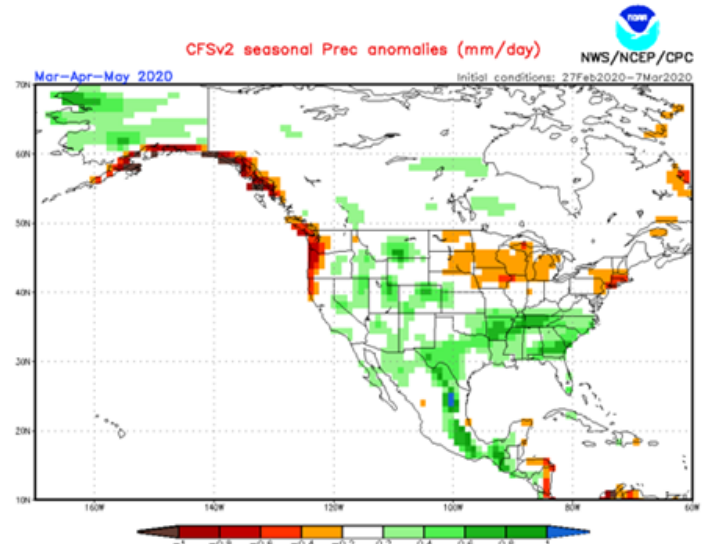 NOAA
CFSv2 seasonal Prec anomalies (mm/day)
NWS/NCEP/CPC
Mar-Apr-May 2020
Initial conditions: 27Feb2020-7Mar2020
70N
60N
50N
40N
30N
20N
10N
160W 140W 120W 100W 80W 60W